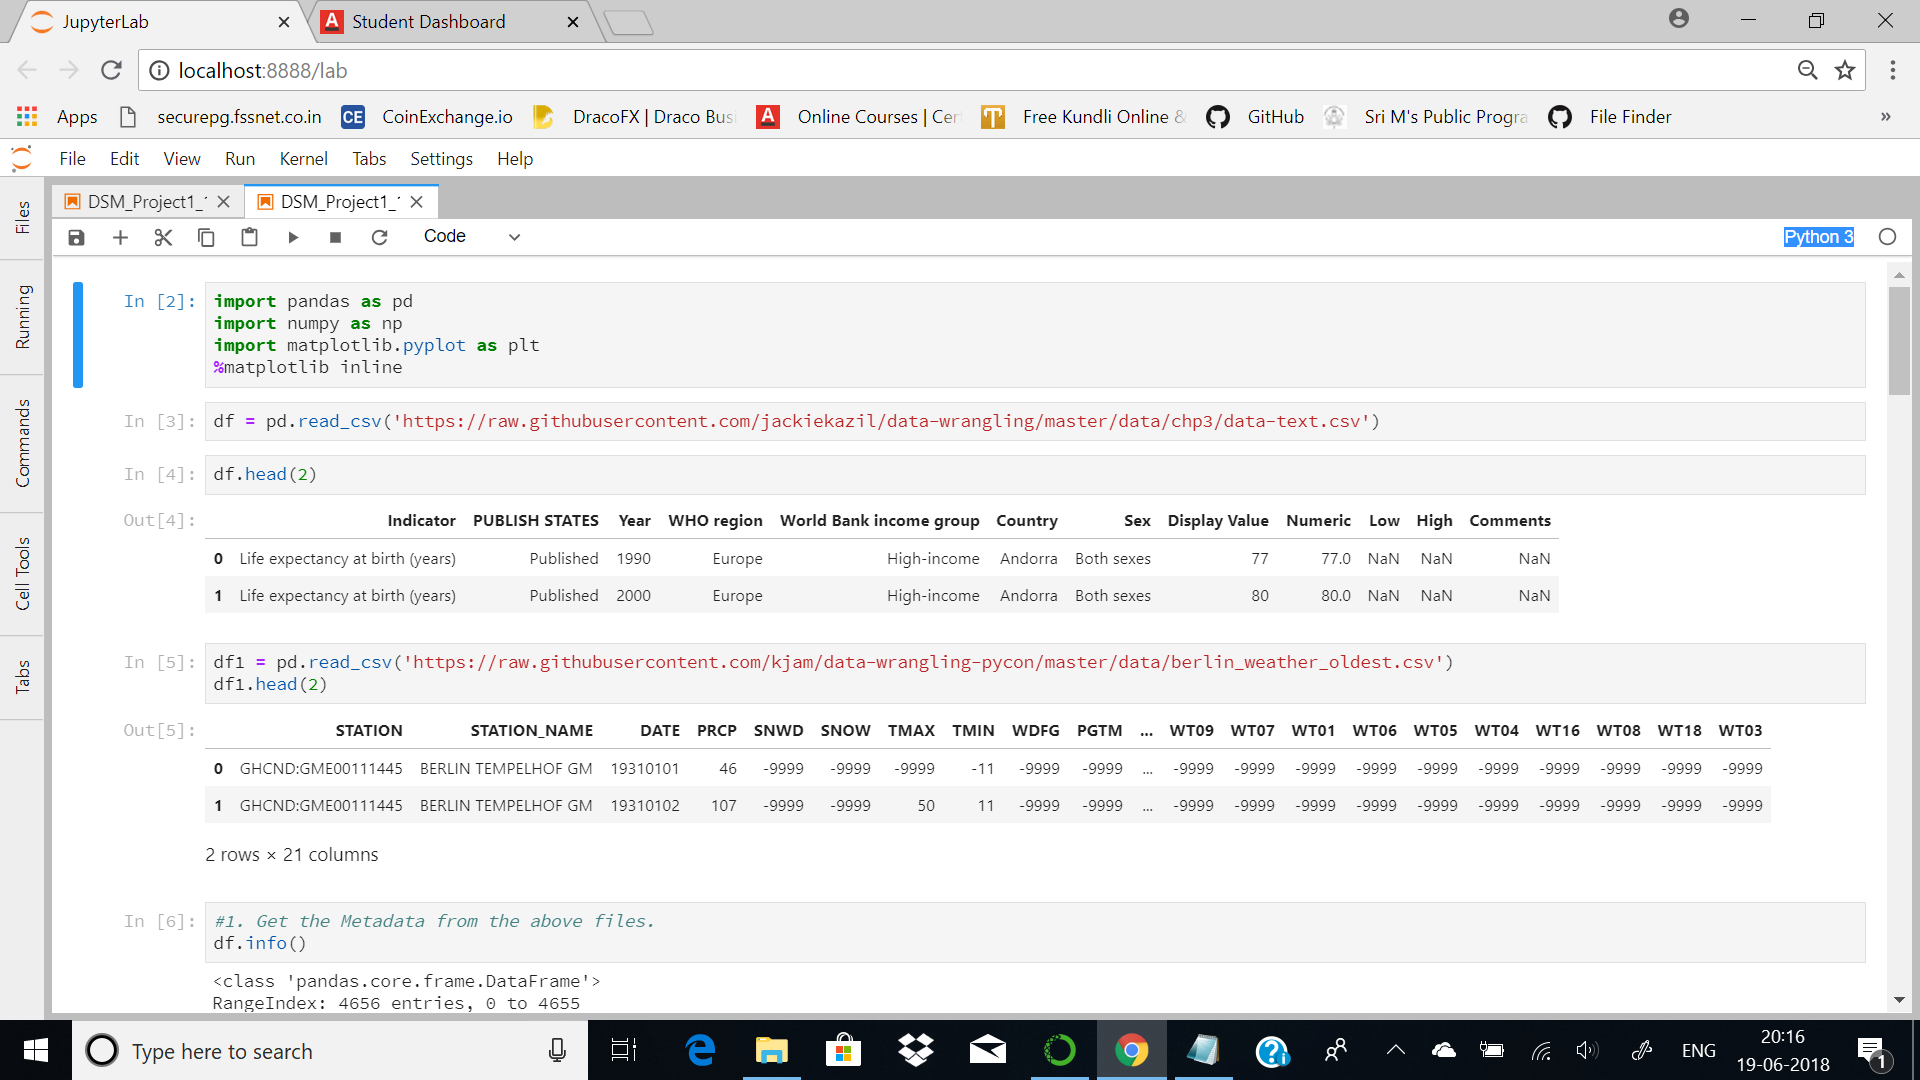 JupyterLab
Student Dashboard
localhost:8888/lab
Apps securepg.fssnet.co.in CE CoinExchange.io DracoFX | Draco Busi A Online Courses | Cer T Free Kundli Online & GitHub Sri M's Public Progra File Finder »
File Edit View Run Kernel Tabs Settings Help
DSM_Project1_ DSM_Project1_
Code Python 3
Files
Running
Commands
Cell Tools
Tabs
In [2]: import pandas as pd
import numpy as np
import matplotlib.pyplot as plt
%matplotlib inline
In [3]: df = pd.read_csv('https://raw.githubusercontent.com/jackiekazil/data-wrangling/master/data/chp3/data-text.csv')
In [4]: df.head(2)
Out[4]: Indicator PUBLISH STATES Year WHO region World Bank income group Country Sex Display Value Numeric Low High Comments
0 Life expectancy at birth (years) Published 1990 Europe High-income Andorra Both sexes 77 77.0 NaN NaN NaN
1 Life expectancy at birth (years) Published 2000 Europe High-income Andorra Both sexes 80 80.0 NaN NaN NaN
In [5]: df1 = pd.read_csv('https://raw.githubusercontent.com/kjam/data-wrangling-pycon/master/data/berlin_weather_oldest.csv')
df1.head(2)
Out[5]: STATION STATION_NAME DATE PRCP SNWD SNOW TMAX TMIN WDFG PGTM ... WT09 WT07 WT01 WT06 WT05 WT04 WT16 WT08 WT18 WT03
0 GHCND:GME00111445 BERLIN TEMPELHOF GM 19310101 46 -9999 -9999 -9999 -11 -9999 -9999 ... -9999 -9999 -9999 -9999 -9999 -9999 -9999 -9999 -9999 -9999
1 GHCND:GME00111445 BERLIN TEMPELHOF GM 19310102 107 -9999 -9999 50 11 -9999 -9999 ... -9999 -9999 -9999 -9999 -9999 -9999 -9999 -9999 -9999 -9999
2 rows × 21 columns
In [6]: #1. Get the Metadata from the above files.
df.info()
<class 'pandas.core.frame.DataFrame'>
RangeIndex: 4656 entries, 0 to 4655
Type here to search
ENG
20:16
19-06-2018
1